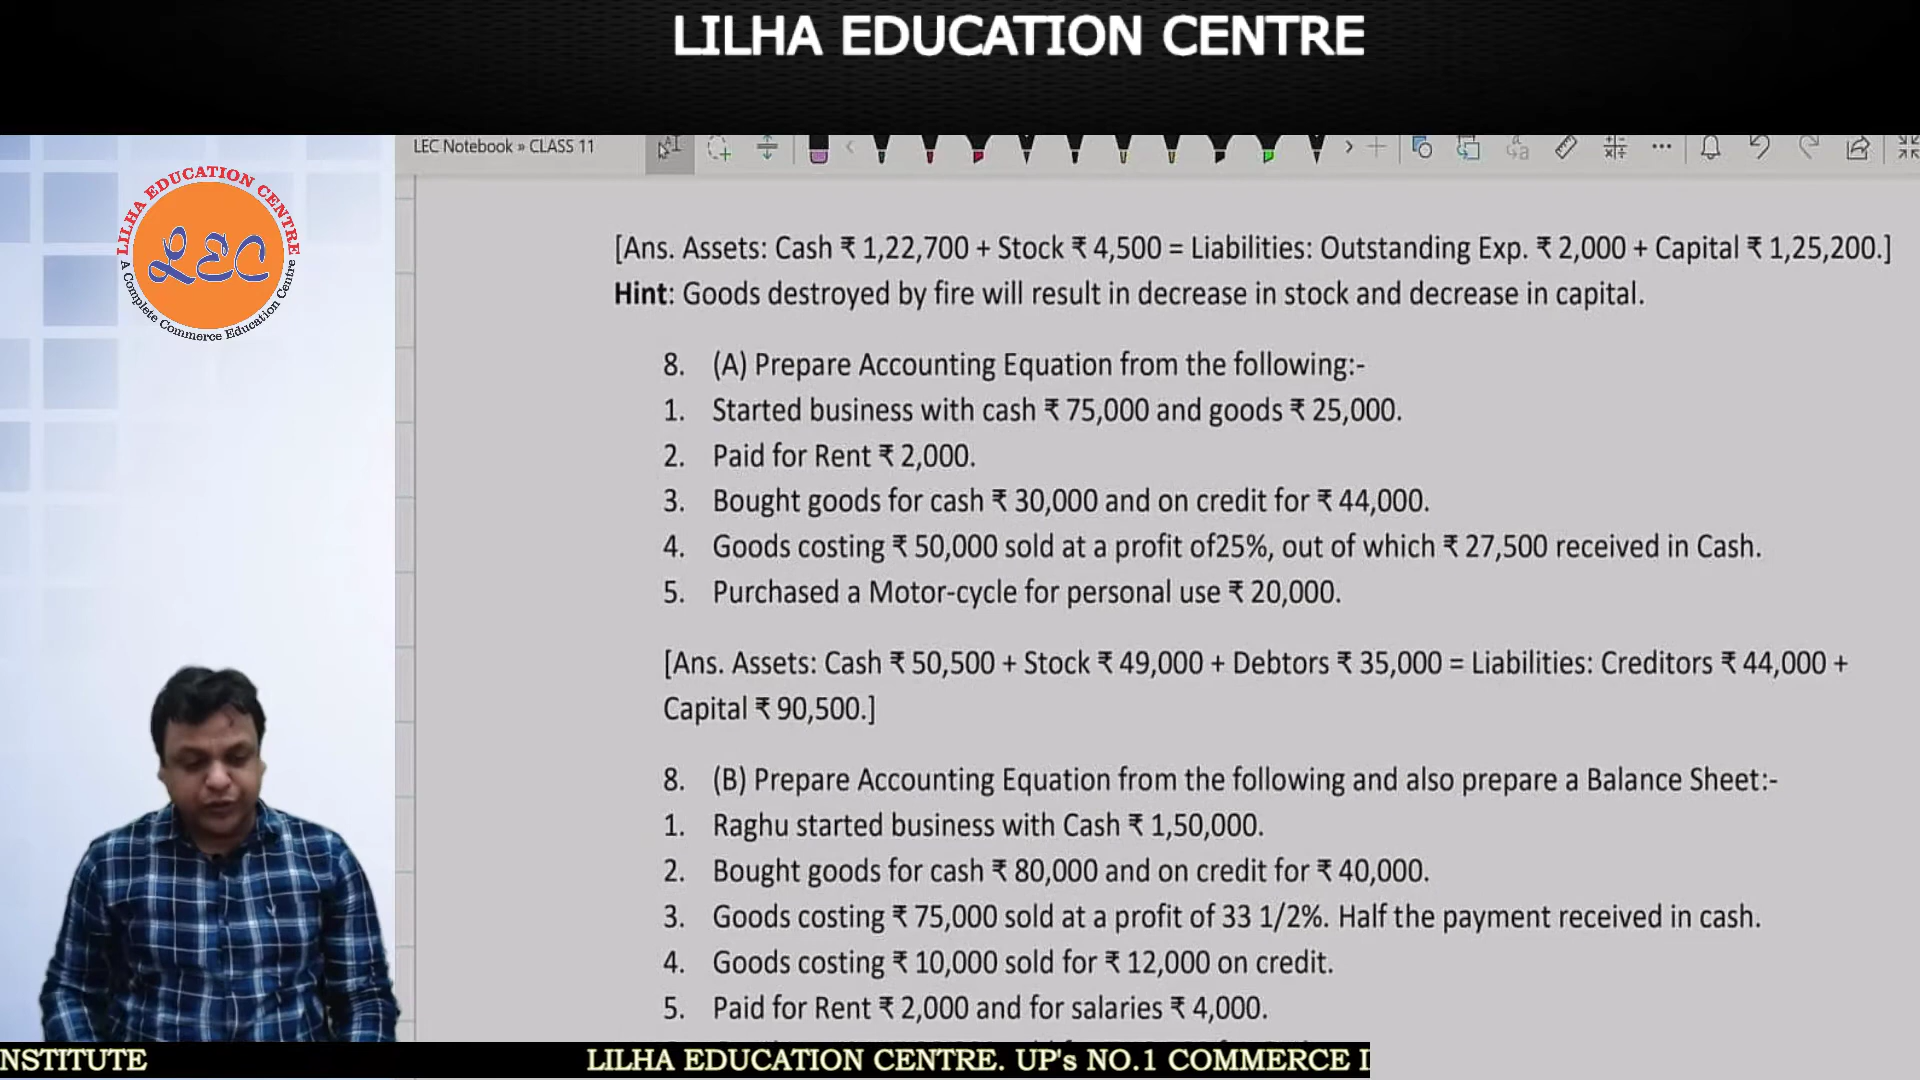 LILHA EDUCATION CENTRE
LEC Notebook » CLASS 11
LILHA EDUCATION CENTRE
LEC
A Complete Commerce Education Centre
[Ans. Assets: Cash ₹ 1,22,700 + Stock ₹ 4,500 = Liabilities: Outstanding Exp. ₹ 2,000 + Capital ₹ 1,25,200.]
Hint: Goods destroyed by fire will result in decrease in stock and decrease in capital.
8. (A) Prepare Accounting Equation from the following:-
1. Started business with cash ₹ 75,000 and goods ₹ 25,000.
2. Paid for Rent ₹ 2,000.
3. Bought goods for cash ₹ 30,000 and on credit for ₹ 44,000.
4. Goods costing ₹ 50,000 sold at a profit of25%, out of which ₹ 27,500 received in Cash.
5. Purchased a Motor-cycle for personal use ₹ 20,000.
[Ans. Assets: Cash ₹ 50,500 + Stock ₹ 49,000 + Debtors ₹ 35,000 = Liabilities: Creditors ₹ 44,000 +
Capital ₹ 90,500.]
8. (B) Prepare Accounting Equation from the following and also prepare a Balance Sheet:-
1. Raghu started business with Cash ₹ 1,50,000.
2. Bought goods for cash ₹ 80,000 and on credit for ₹ 40,000.
3. Goods costing ₹ 75,000 sold at a profit of 33 1/2%. Half the payment received in cash.
4. Goods costing ₹ 10,000 sold for ₹ 12,000 on credit.
5. Paid for Rent ₹ 2,000 and for salaries ₹ 4,000.
NSTITUTE LILHA EDUCATION CENTRE. UP's NO.1 COMMERCE I